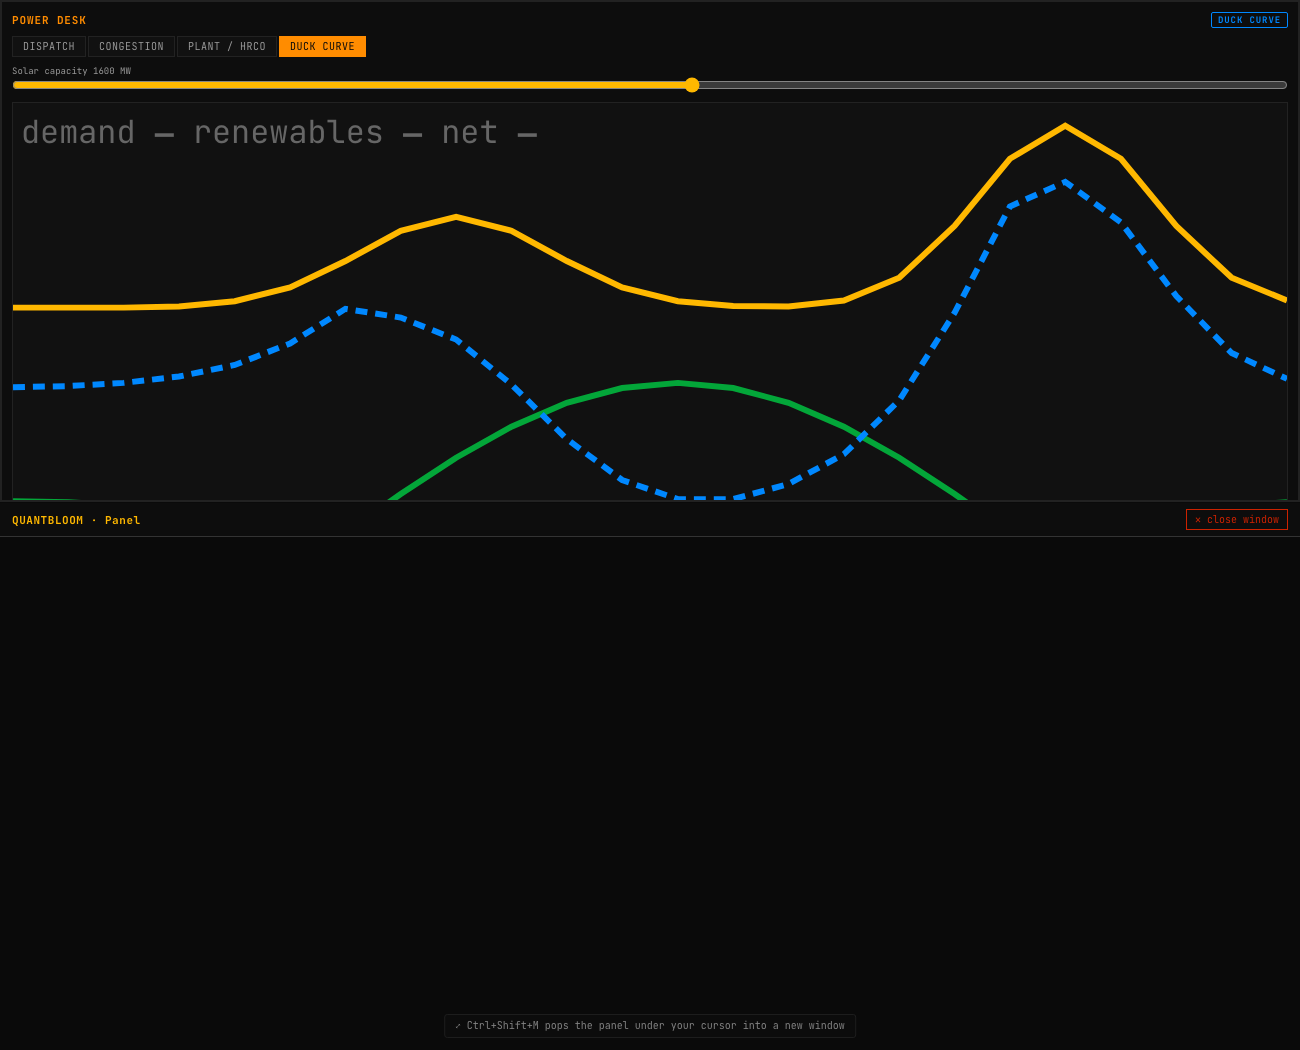 POWER DESK
DUCK CURVE
DISPATCH CONGESTION PLANT / HRCO DUCK CURVE
Solar capacity 1600 MW
demand — renewables — net —
QUANTBLOOM · Panel
× close window
⤢ Ctrl+Shift+M pops the panel under your cursor into a new window